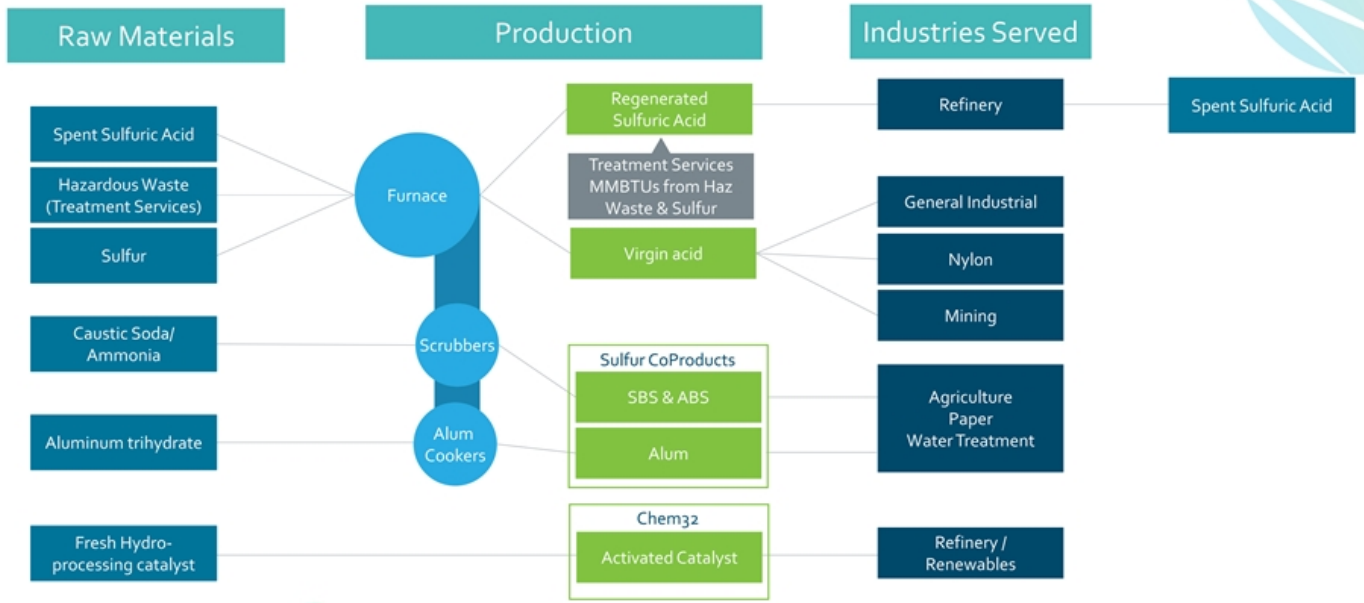 Raw Materials
Production
Industries Served
Spent Sulfuric Acid
Hazardous Waste
(Treatment Services)
Sulfur
Caustic Soda/
Ammonia
Aluminum trihydrate
Fresh Hydro-
processing catalyst
Furnace
Scrubbers
Alum
Cookers
Regenerated
Sulfuric Acid
Treatment Services
MMBTUs from Haz
Waste & Sulfur
Virgin acid
Sulfur CoProducts
SBS & ABS
Alum
Chem32
Activated Catalyst
Refinery
General Industrial
Nylon
Mining
Agriculture
Paper
Water Treatment
Refinery /
Renewables
Spent Sulfuric Acid